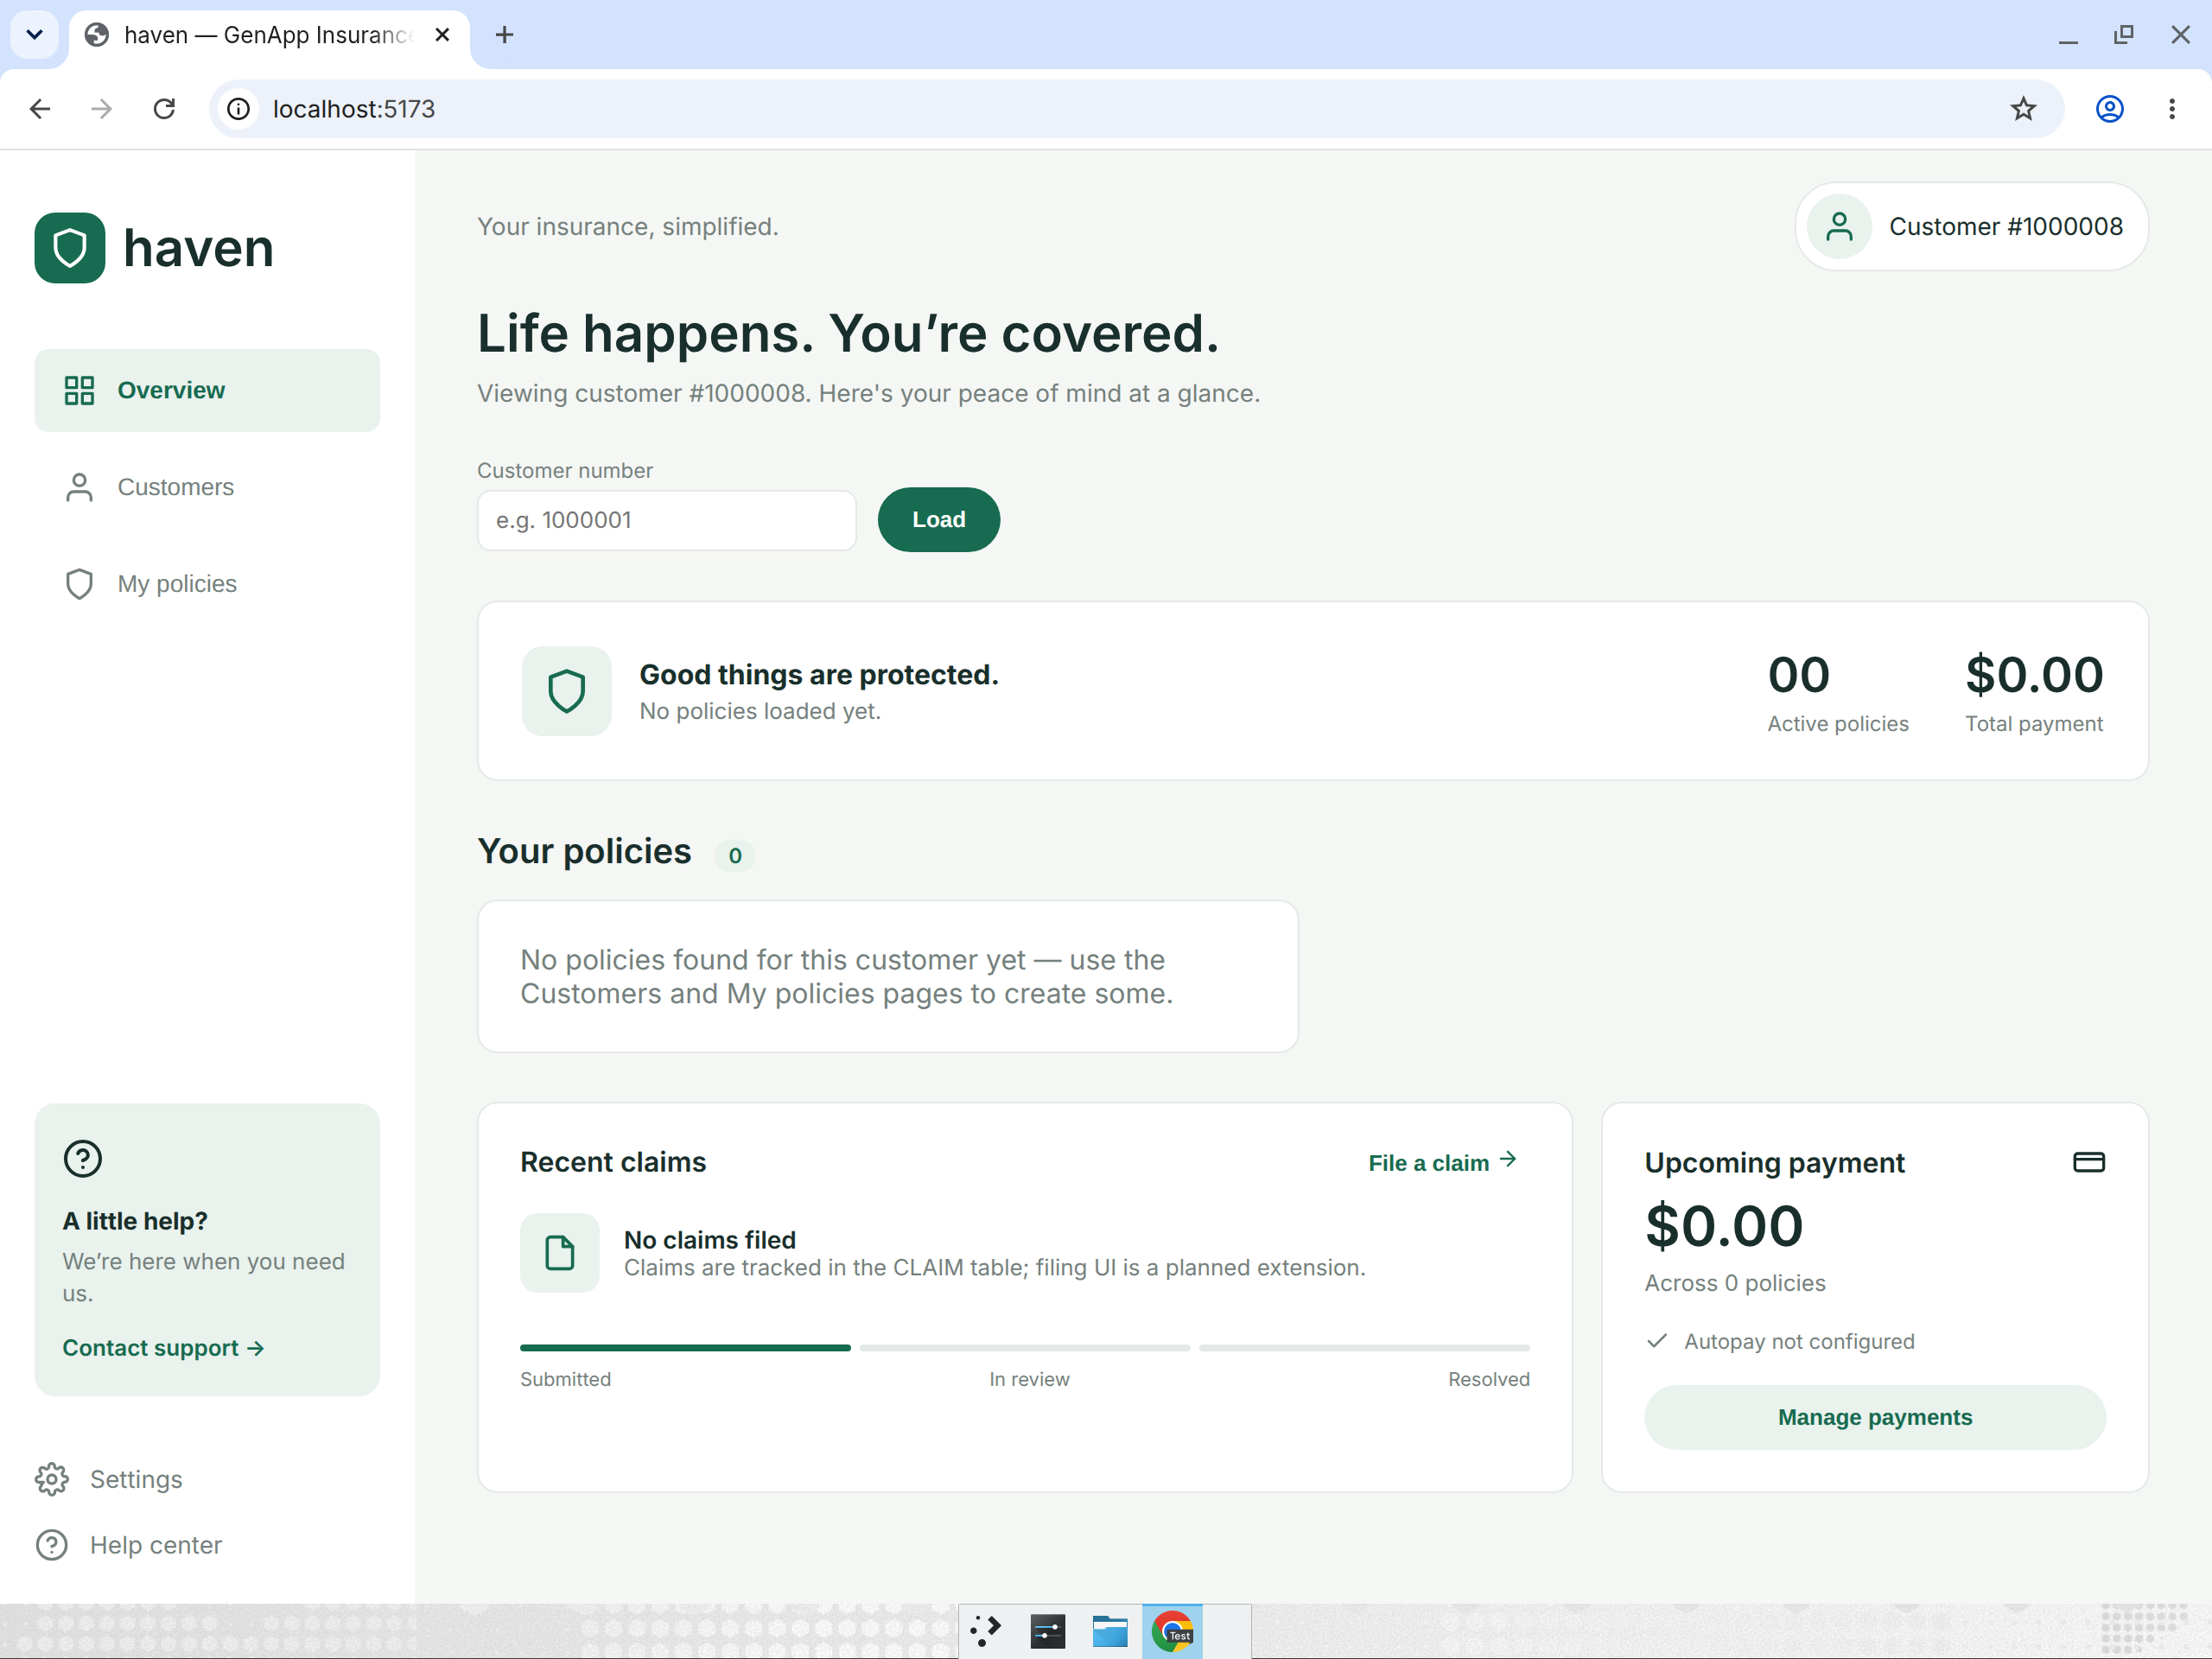 haven — GenApp Insurance
localhost:5173
haven
Overview
Customers
My policies
A little help?
We’re here when you need
us.
Contact support →
Settings
Help center
Your insurance, simplified.
Customer #1000008
Life happens. You’re covered.
Viewing customer #1000008. Here's your peace of mind at a glance.
Customer number
e.g. 1000001
Load
Good things are protected.
No policies loaded yet.
00
Active policies
$0.00
Total payment
Your policies 0
No policies found for this customer yet — use the
Customers and My policies pages to create some.
Recent claims
File a claim →
No claims filed
Claims are tracked in the CLAIM table; filing UI is a planned extension.
Submitted
In review
Resolved
Upcoming payment
$0.00
Across 0 policies
Autopay not configured
Manage payments
Test